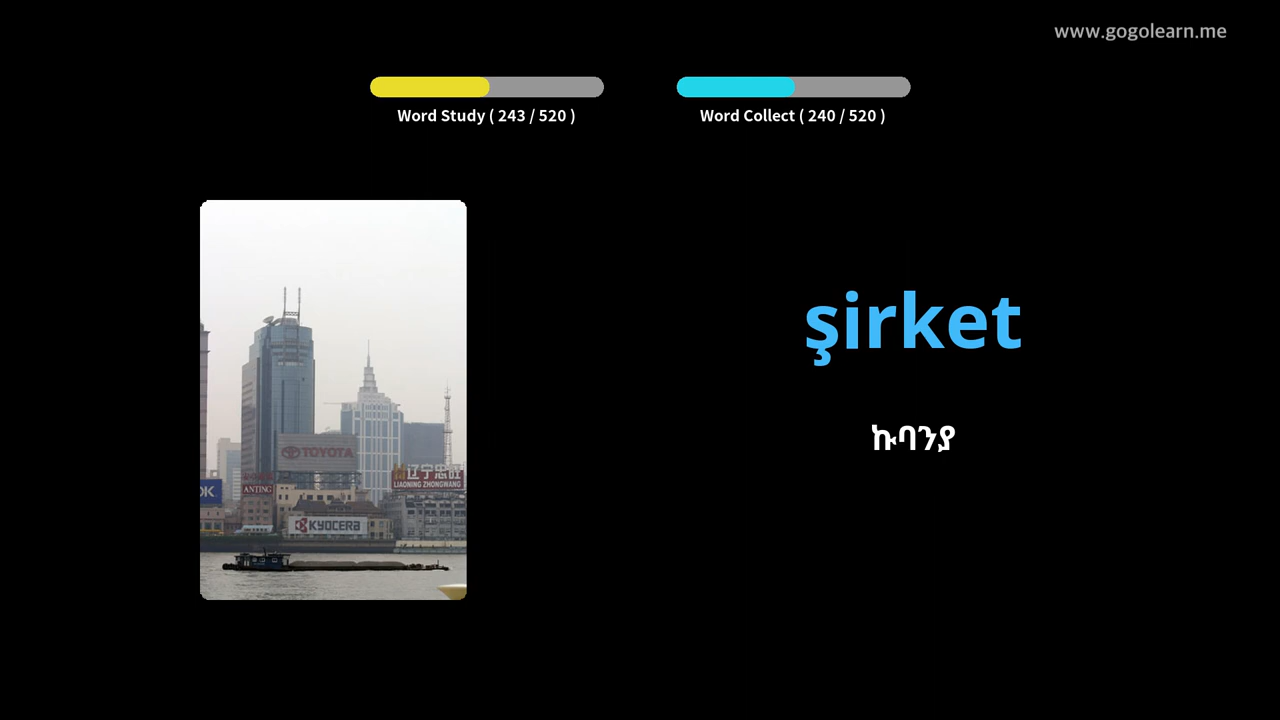 www.gogolearn.me
Word Study ( 243 / 520 )
Word Collect ( 240 / 520 )
şirket
ኩባንያ
TOYOTA
辽宁忠旺
LIAONING ZHONGWANG
ANTING
OK
KYOCERA